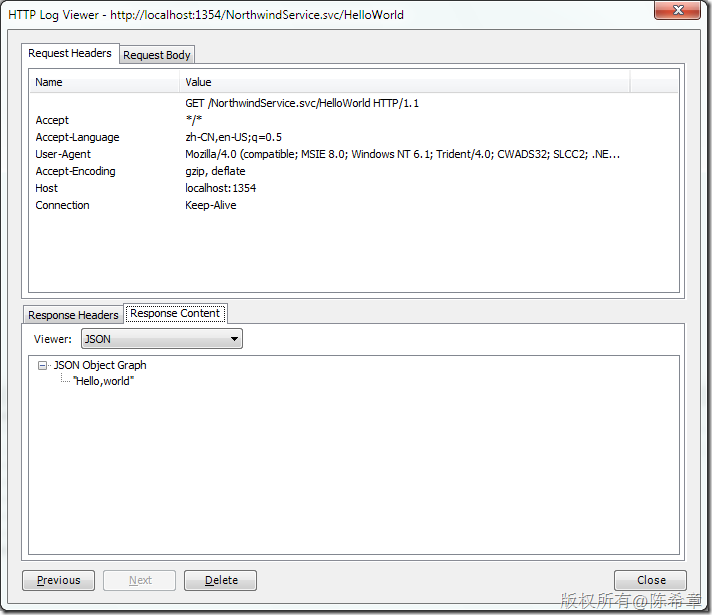 HTTP Log Viewer - http://localhost:1354/NorthwindService.svc/HelloWorld
Request Headers Request Body
Name Value
GET /NorthwindService.svc/HelloWorld HTTP/1.1
Accept */*
Accept-Language zh-CN,en-US;q=0.5
User-Agent Mozilla/4.0 (compatible; MSIE 8.0; Windows NT 6.1; Trident/4.0; CWADS32; SLCC2; .NE...
Accept-Encoding gzip, deflate
Host localhost:1354
Connection Keep-Alive
Response Headers Response Content
Viewer: JSON
JSON Object Graph
"Hello,world"
Previous Next Delete Close
版权所有@陈希章